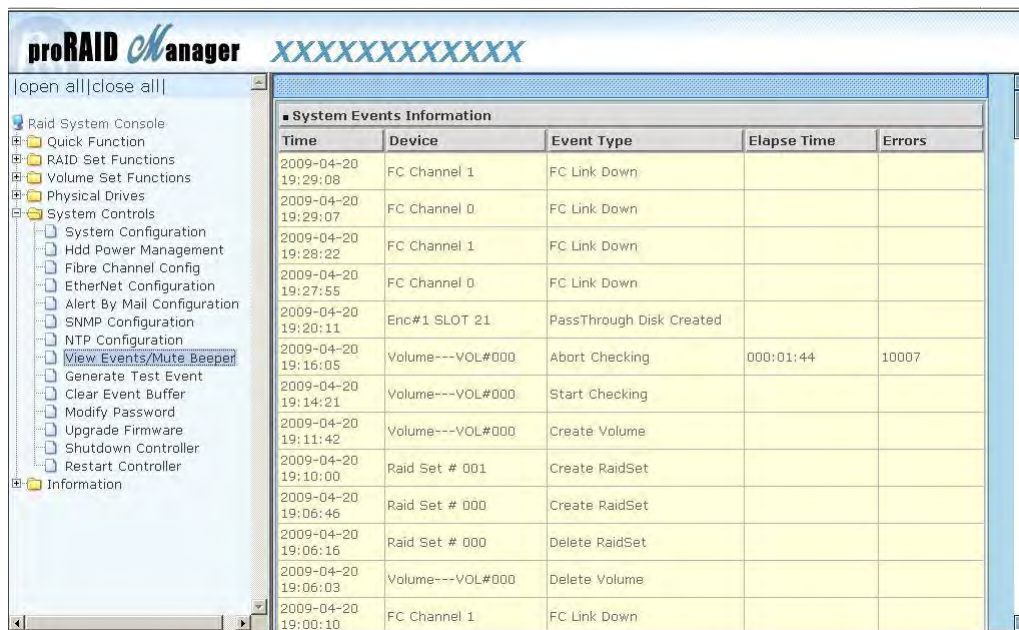 proRAID Manager XXXXXXXXXXXX
|open all|close all|
Raid System Console
Quick Function
RAID Set Functions
Volume Set Functions
Physical Drives
System Controls
System Configuration
Hdd Power Management
Fibre Channel Config
EtherNet Configuration
Alert By Mail Configuration
SNMP Configuration
NTP Configuration
View Events/Mute Beeper
Generate Test Event
Clear Event Buffer
Modify Password
Upgrade Firmware
Shutdown Controller
Restart Controller
Information
System Events Information
Time Device Event Type Elapse Time Errors
2009-04-20 19:29:08 FC Channel 1 FC Link Down
2009-04-20 19:29:07 FC Channel 0 FC Link Down
2009-04-20 19:28:22 FC Channel 1 FC Link Down
2009-04-20 19:27:55 FC Channel 0 FC Link Down
2009-04-20 19:20:11 Enc#1 SLOT 21 PassThrough Disk Created
2009-04-20 19:16:05 Volume---VOL#000 Abort Checking 000:01:44 10007
2009-04-20 19:14:21 Volume---VOL#000 Start Checking
2009-04-20 19:11:42 Volume---VOL#000 Create Volume
2009-04-20 19:10:00 Raid Set # 001 Create RaidSet
2009-04-20 19:06:46 Raid Set # 000 Create RaidSet
2009-04-20 19:06:16 Raid Set # 000 Delete RaidSet
2009-04-20 19:06:03 Volume---VOL#000 Delete Volume
2009-04-20 19:00:10 FC Channel 1 FC Link Down